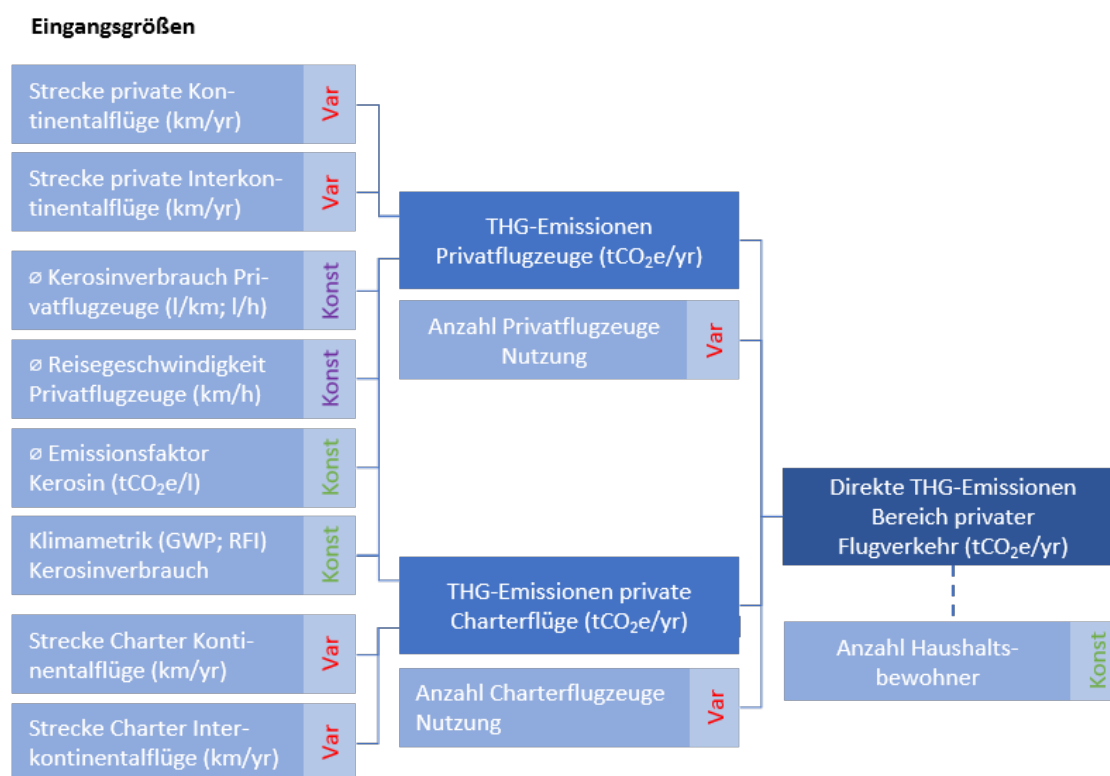 Eingangsgrößen
Strecke private Kon-
tinentalflüge (km/yr)
Var
Strecke private Interkon-
tinentalflüge (km/yr)
Var
⌀ Kerosinverbrauch Pri-
vatflugzeuge (l/km; l/h)
Konst
⌀ Reisegeschwindigkeit
Privatflugzeuge (km/h)
Konst
⌀ Emissionsfaktor
Kerosin (tCO₂e/l)
Konst
Klimametrik (GWP; RFI)
Kerosinverbrauch
Konst
Strecke Charter Konti-
nentalflüge (km/yr)
Var
Strecke Charter Inter-
kontinentalflüge (km/yr)
Var
THG-Emissionen
Privatflugzeuge (tCO₂e/yr)
Anzahl Privatflugzeuge
Nutzung
Var
THG-Emissionen private
Charterflüge (tCO₂e/yr)
Anzahl Charterflugzeuge
Nutzung
Var
Direkte THG-Emissionen
Bereich privater
Flugverkehr (tCO₂e/yr)
Anzahl Haushalts-
bewohner
Konst